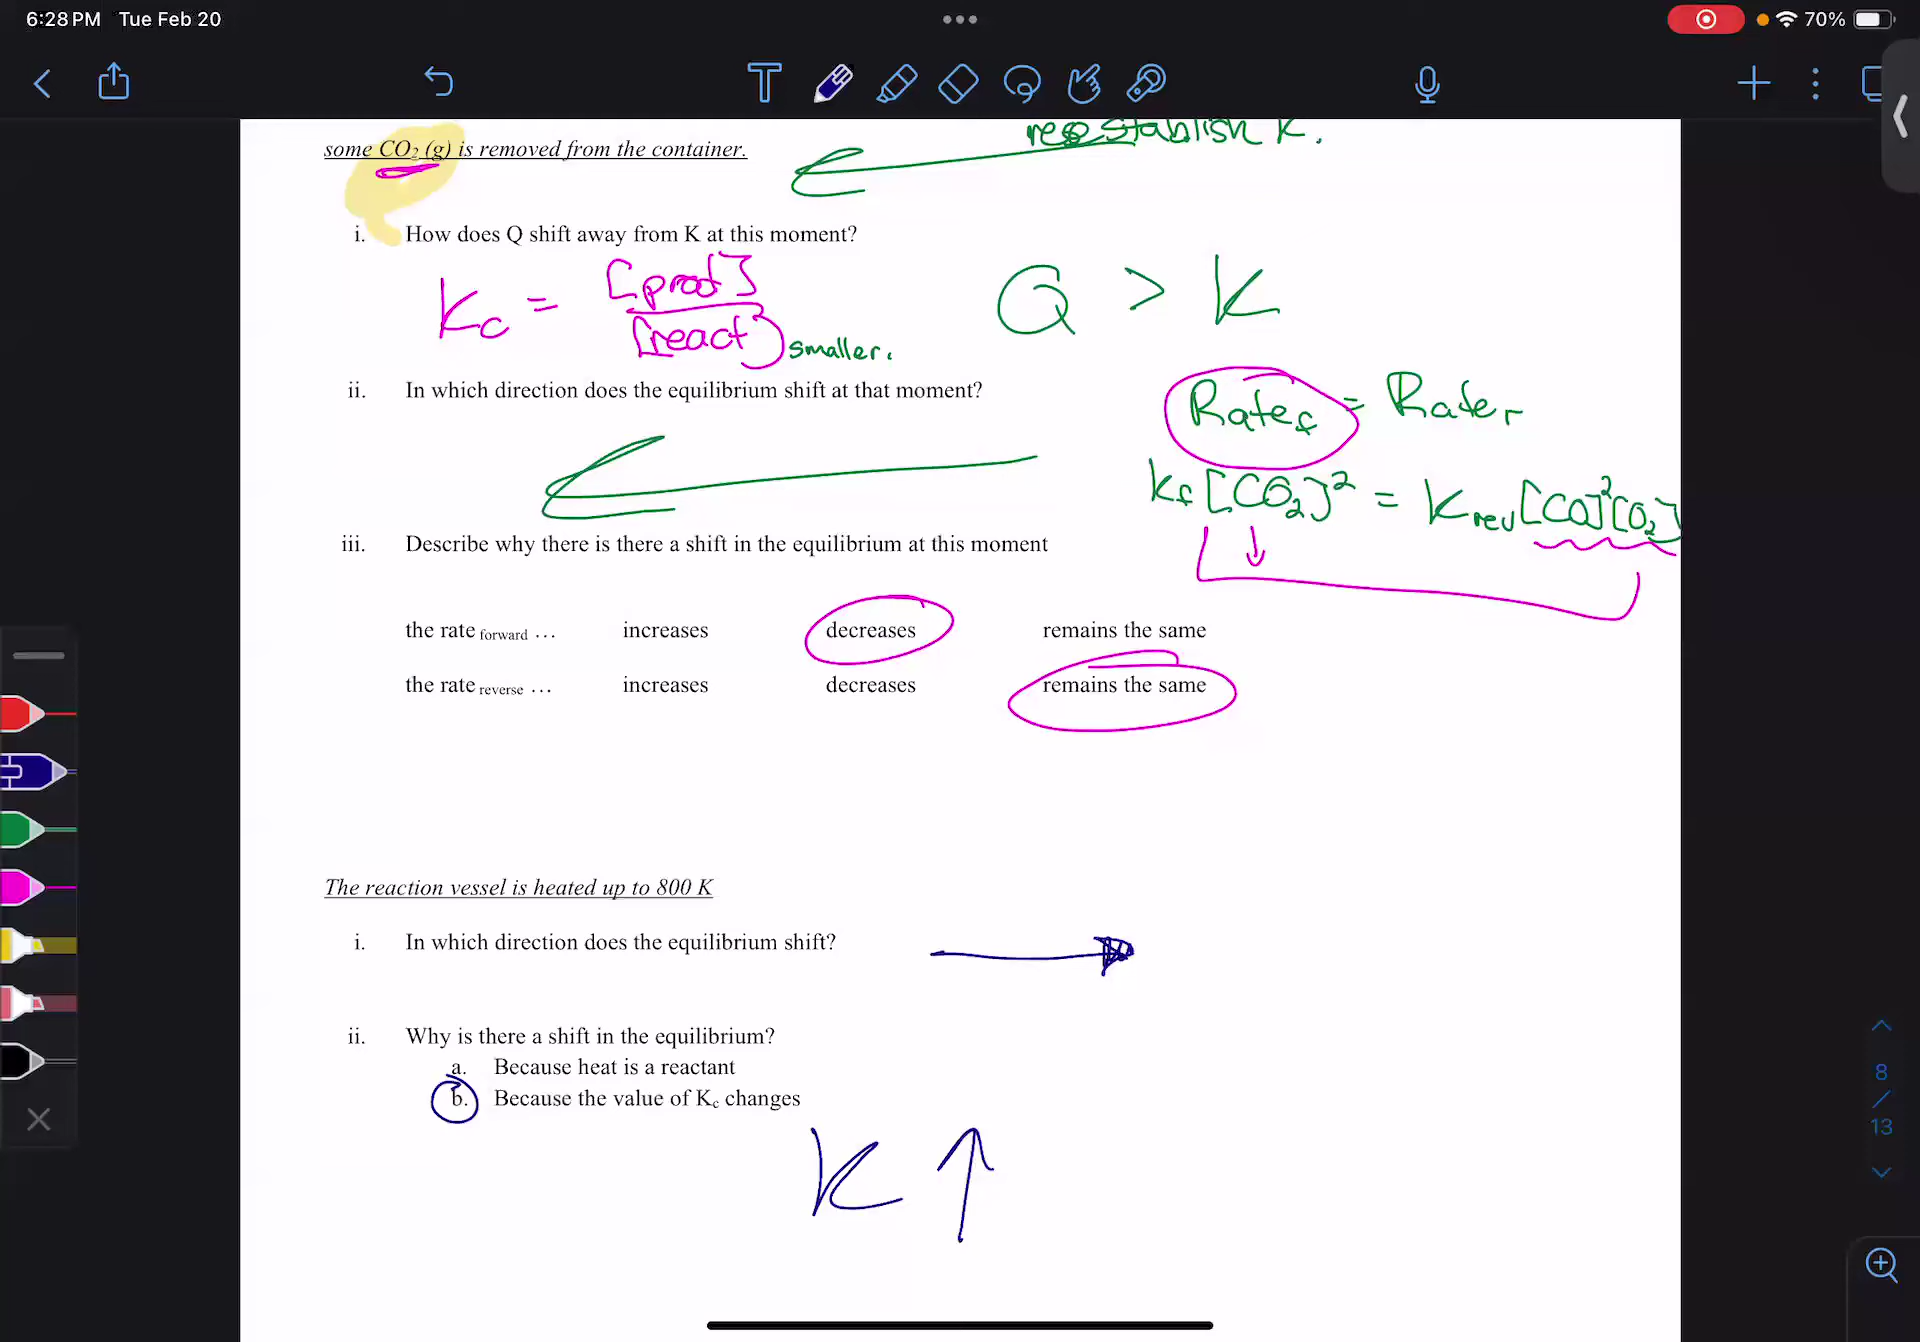 6:28 PM Tue Feb 20
70%
reestablish K.
some CO₂ (g) is removed from the container.
i. How does Q shift away from K at this moment?
Kc = [prod] / [react] smaller.
Q > K
ii. In which direction does the equilibrium shift at that moment?
Rate_f = Rate_r
k_f [CO₂]² = K_rev [CO]² [O₂]
iii. Describe why there is there a shift in the equilibrium at this moment
the rate forward … increases decreases remains the same
the rate reverse … increases decreases remains the same
The reaction vessel is heated up to 800 K
i. In which direction does the equilibrium shift?
ii. Why is there a shift in the equilibrium?
a. Because heat is a reactant
b. Because the value of Kc changes
K ↑
8
/
13